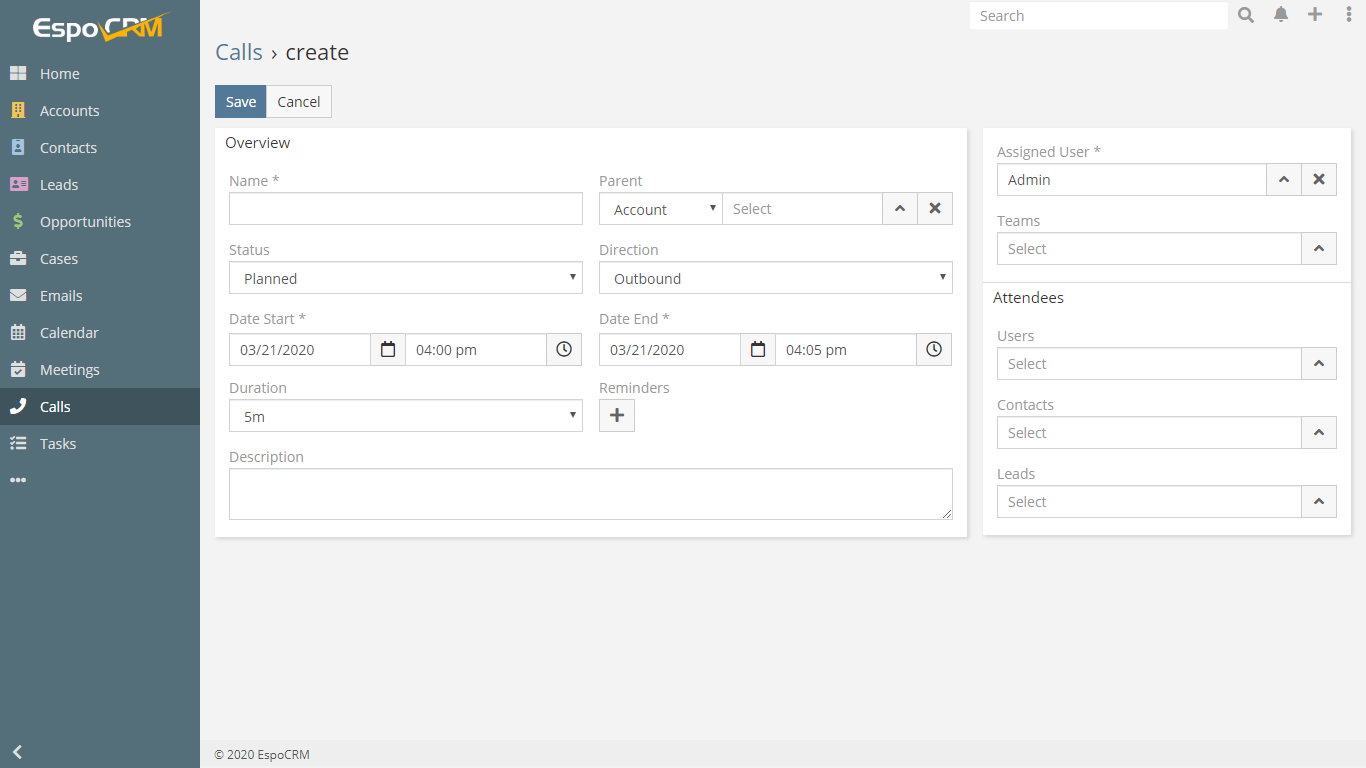 EspoCRM
Home
Accounts
Contacts
Leads
Opportunities
Cases
Emails
Calendar
Meetings
Calls
Tasks
Search
Calls › create
Save Cancel
Overview
Name * Parent
Account Select
Status Direction
Planned Outbound
Date Start * Date End *
03/21/2020 04:00 pm 03/21/2020 04:05 pm
Duration Reminders
5m
Description
Assigned User *
Admin
Teams
Select
Attendees
Users
Select
Contacts
Select
Leads
Select
© 2020 EspoCRM